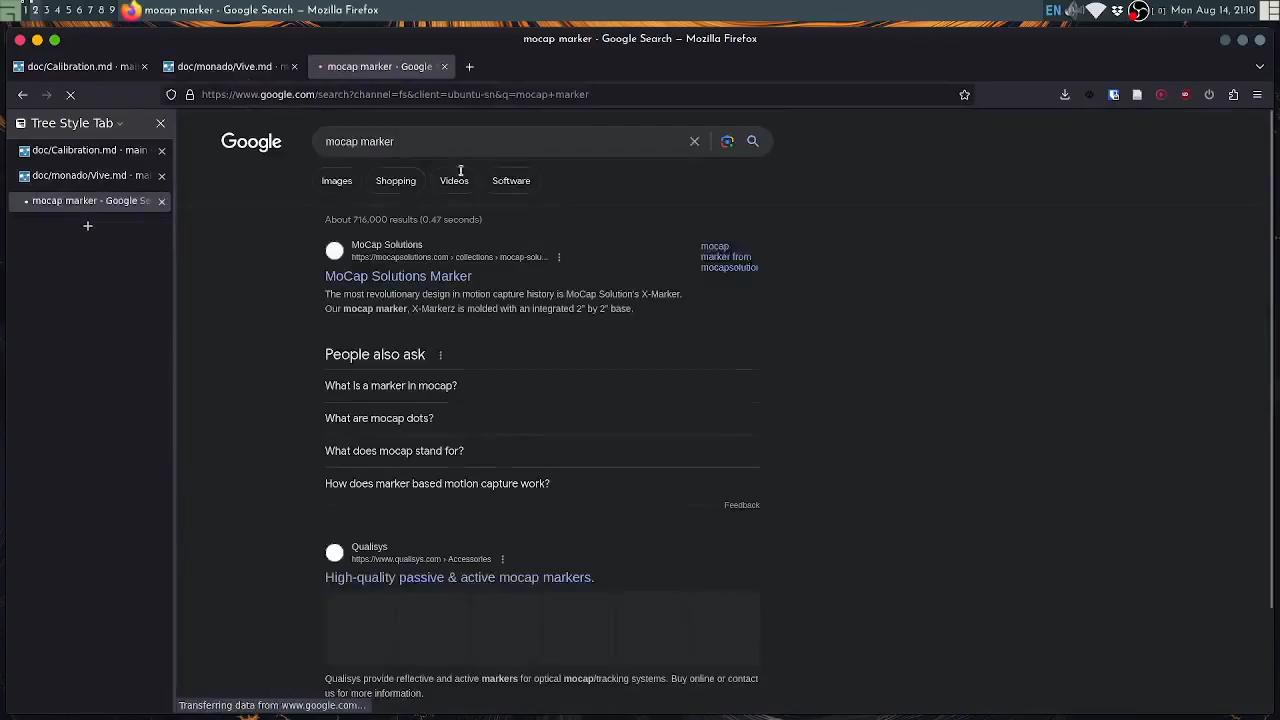 1 2 3 4 5 6 7 8 9 mocap marker - Google Search — Mozilla Firefox
EN Mon Aug 14, 21:10
mocap marker - Google Search — Mozilla Firefox
doc/Calibration.md · mai
doc/monado/Vive.md · m
mocap marker - Google
https://www.google.com/search?channel=fs&client=ubuntu-sn&q=mocap+marker
Tree Style Tab
doc/Calibration.md · main
doc/monado/Vive.md · mai
mocap marker - Google Se
Google
mocap marker
Images
Shopping
Videos
Software
About 716,000 results (0.47 seconds)
MoCap Solutions
https://mocapsolutions.com › collections › mocap-solu...
MoCap Solutions Marker
The most revolutionary design in motion capture history is MoCap Solution's X-Marker.
Our mocap marker, X-Markerz is molded with an integrated 2" by 2" base.
mocap
marker from
mocapsolution
People also ask
What is a marker in mocap?
What are mocap dots?
What does mocap stand for?
How does marker based motion capture work?
Feedback
Qualisys
https://www.qualisys.com › Accessories
High-quality passive & active mocap markers.
Qualisys provide reflective and active markers for optical mocap/tracking systems. Buy online or contact
us for more information.
Transferring data from www.google.com...